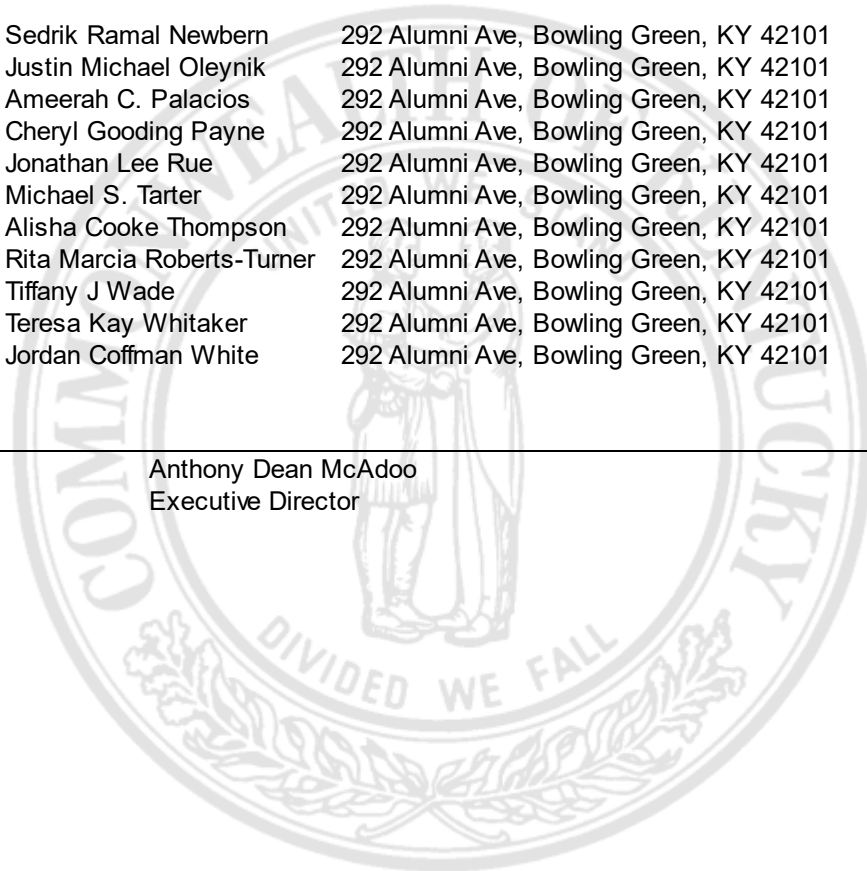 Sedrik Ramal Newbern 292 Alumni Ave, Bowling Green, KY 42101
Justin Michael Oleynik 292 Alumni Ave, Bowling Green, KY 42101
Ameerah C. Palacios 292 Alumni Ave, Bowling Green, KY 42101
Cheryl Gooding Payne 292 Alumni Ave, Bowling Green, KY 42101
Jonathan Lee Rue 292 Alumni Ave, Bowling Green, KY 42101
Michael S. Tarter 292 Alumni Ave, Bowling Green, KY 42101
Alisha Cooke Thompson 292 Alumni Ave, Bowling Green, KY 42101
Rita Marcia Roberts-Turner 292 Alumni Ave, Bowling Green, KY 42101
Tiffany J Wade 292 Alumni Ave, Bowling Green, KY 42101
Teresa Kay Whitaker 292 Alumni Ave, Bowling Green, KY 42101
Jordan Coffman White 292 Alumni Ave, Bowling Green, KY 42101
Anthony Dean McAdoo
Executive Director
COMMONWEALTH OF KENTUCKY
UNITED WE STAND
DIVIDED WE FALL